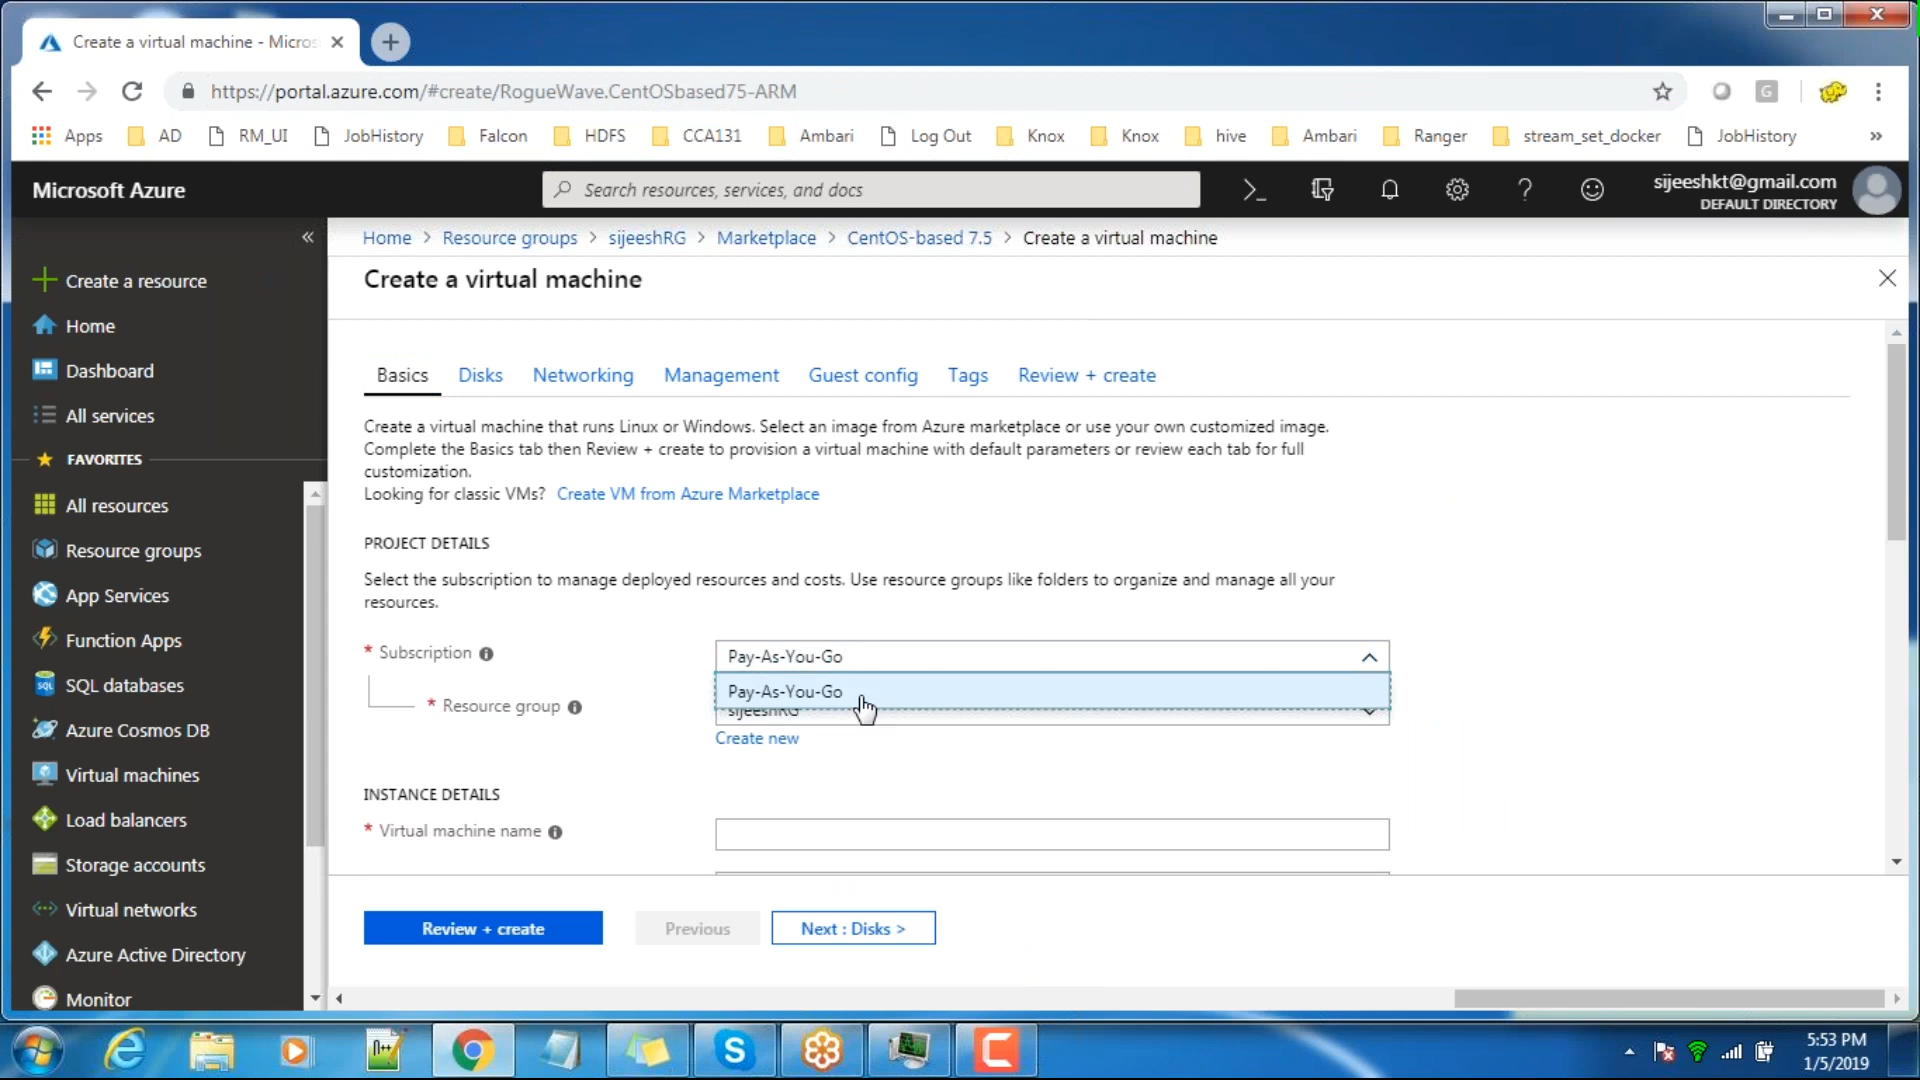 Create a virtual machine - Micros
https://portal.azure.com/#create/RogueWave.CentOSbased75-ARM
G
Apps AD RM_UI JobHistory Falcon HDFS CCA131 Ambari Log Out Knox Knox hive Ambari Ranger stream_set_docker JobHistory »
Microsoft Azure
Search resources, services, and docs
sijeeshkt@gmail.com
DEFAULT DIRECTORY
«
Home > Resource groups > sijeeshRG > Marketplace > CentOS-based 7.5 > Create a virtual machine
Create a virtual machine
Create a resource
Home
Dashboard
All services
FAVORITES
All resources
Resource groups
App Services
Function Apps
SQL databases
Azure Cosmos DB
Virtual machines
Load balancers
Storage accounts
Virtual networks
Azure Active Directory
Monitor
Basics Disks Networking Management Guest config Tags Review + create
Create a virtual machine that runs Linux or Windows. Select an image from Azure marketplace or use your own customized image.
Complete the Basics tab then Review + create to provision a virtual machine with default parameters or review each tab for full
customization.
Looking for classic VMs? Create VM from Azure Marketplace
PROJECT DETAILS
Select the subscription to manage deployed resources and costs. Use resource groups like folders to organize and manage all your
resources.
* Subscription
Pay-As-You-Go
Pay-As-You-Go
* Resource group
sijeeshRG
Create new
INSTANCE DETAILS
* Virtual machine name
Review + create
Previous
Next : Disks >
5:53 PM
1/5/2019